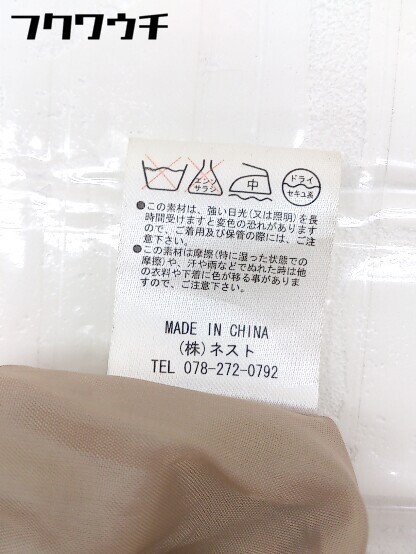 フクワウチ
エンソ
サラシ
中
ドライ
セキユ系
●この素材は、強い日光(又は照明)を長
時間受けますと変色の恐れがあります
ので、ご着用及び保管の際には、ご注
意下さい。
●この素材は摩擦(特に湿った状態での
摩擦)や、汗や雨などでぬれた時は他
の衣料や下着に色が移る事があります
すので、ご注意下さい。
MADE IN CHINA
(株)ネスト
TEL 078-272-0792